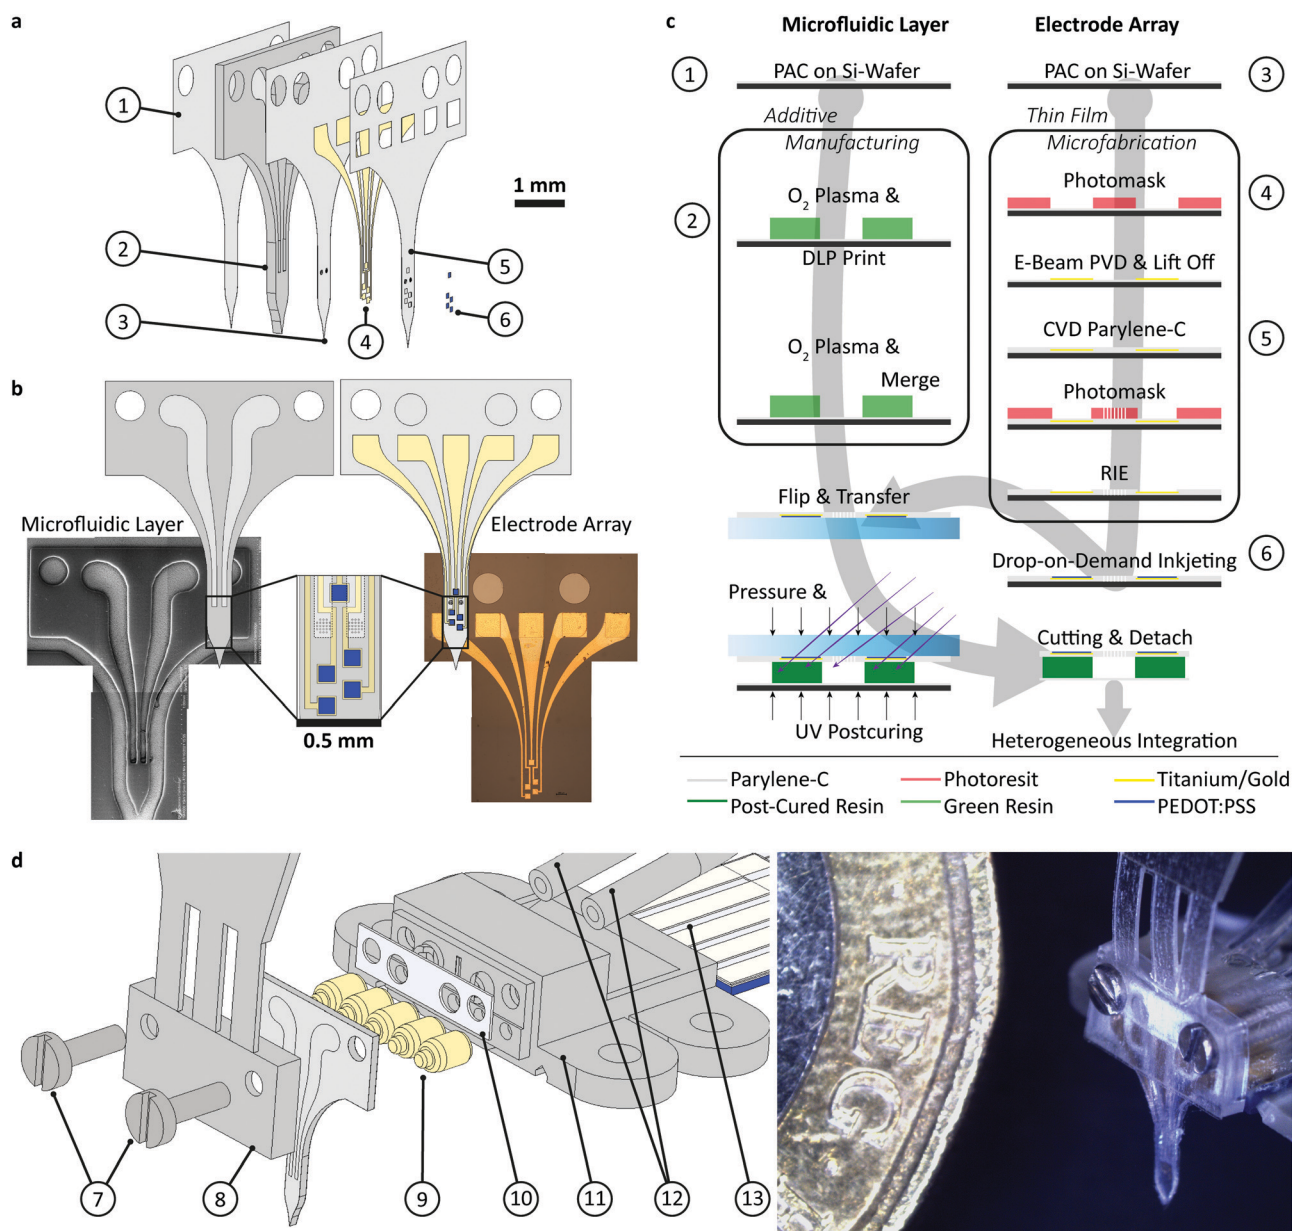 a
1
2
3
4
5
6
1 mm
b
Microfluidic Layer
Electrode Array
0.5 mm
c
Microfluidic Layer
Electrode Array
1
PAC on Si-Wafer
PAC on Si-Wafer
3
Additive
Manufacturing
Thin Film
Microfabrication
2
O2 Plasma &
DLP Print
O2 Plasma &
Merge
Photomask
4
E-Beam PVD & Lift Off
CVD Parylene-C
5
Photomask
RIE
Flip & Transfer
Drop-on-Demand Inkjeting
6
Pressure &
UV Postcuring
Cutting & Detach
Heterogeneous Integration
Parylene-C
Photoresit
Titanium/Gold
Post-Cured Resin
Green Resin
PEDOT:PSS
d
7
8
9
10
11
12
13